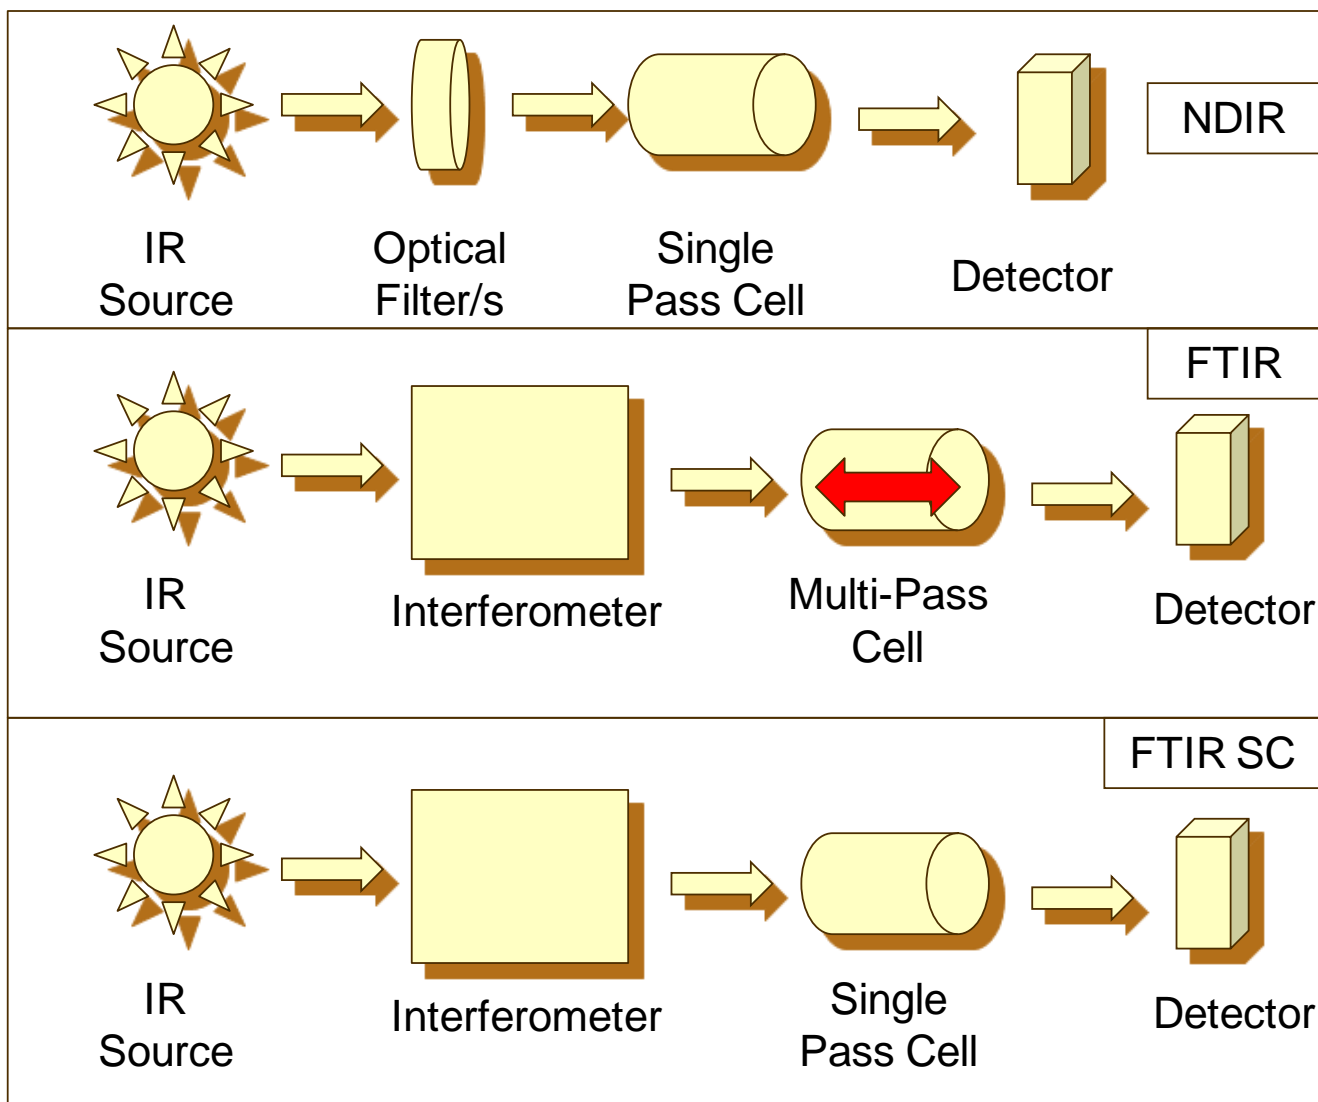 NDIR
IR
Source
Optical
Filter/s
Single
Pass Cell
Detector
FTIR
IR
Source
Interferometer
Multi-Pass
Cell
Detector
FTIR SC
IR
Source
Interferometer
Single
Pass Cell
Detector